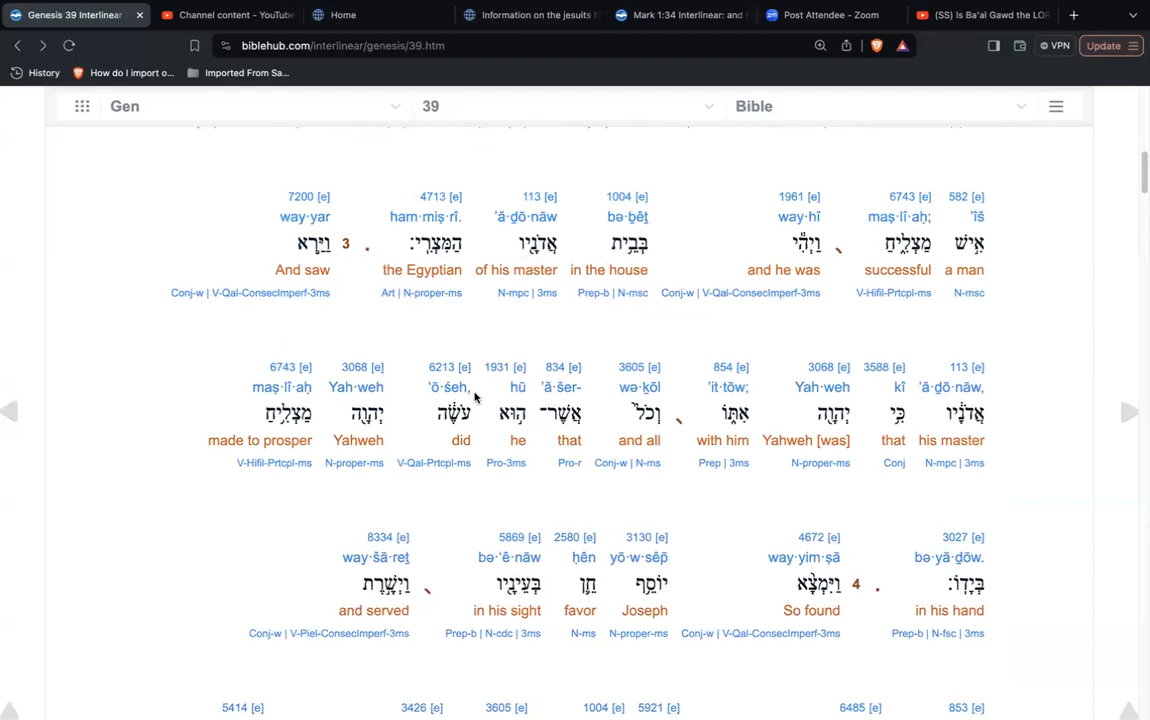 Genesis 39 Interlinear
Channel content - YouTube
Home
Information on the jesuits
Mark 1:34 Interlinear: and
Post Attendee - Zoom
(SS) Is Ba'al Gawd the LOR
biblehub.com/interlinear/genesis/39.htm
VPN
Update
History
How do I import o...
Imported From Sa...
Gen
39
Bible
7200 [e] 4713 [e] 113 [e] 1004 [e] 1961 [e] 6743 [e] 582 [e]
way·yar ham·miṣ·rî. 'ă·ḏō·nāw bə·ḇêṯ way·hî maṣ·lî·aḥ; 'îš
אִ֣ישׁ מַצְלִ֑יחַ 、 וַיְהִ֕י בְּבֵ֥ית אֲדֹנָ֖יו הַמִּצְרִֽי׃ . 3 וַיַּ֣רְא
And saw the Egyptian of his master in the house and he was successful a man
Conj-w | V-Qal-ConsecImperf-3ms Art | N-proper-ms N-mpc | 3ms Prep-b | N-msc Conj-w | V-Qal-ConsecImperf-3ms V-Hifil-Prtcpl-ms N-msc
6743 [e] 3068 [e] 6213 [e] 1931 [e] 834 [e] 3605 [e] 854 [e] 3068 [e] 3588 [e] 113 [e]
maṣ·lî·aḥ Yah·weh 'ō·śeh, hū 'ă·šer- wə·ḵōl 'it·tōw; Yah·weh kî 'ă·ḏō·nāw,
אֲדֹנָ֔יו כִּ֥י יְהוָ֖ה אִתּ֑וֹ 、 וְכֹל֙ אֲשֶׁר־ ה֣וּא עֹשֶׂ֔ה יְהוָ֖ה מַצְלִ֥יחַ
made to prosper Yahweh did he that and all with him Yahweh [was] that his master
V-Hifil-Prtcpl-ms N-proper-ms V-Qal-Prtcpl-ms Pro-3ms Pro-r Conj-w | N-ms Prep | 3ms N-proper-ms Conj N-mpc | 3ms
8334 [e] 5869 [e] 2580 [e] 3130 [e] 4672 [e] 3027 [e]
way·šā·reṯ bə·'ê·nāw ḥên yō·w·sêp̄ way·yim·ṣā bə·yā·ḏōw.
בְּיָדֽוֹ׃ . 4 וַיִּמְצָ֨א יוֹסֵ֥ף חֵ֛ן בְּעֵינָ֖יו 、 וַיְשָׁ֣רֶת
and served in his sight favor Joseph So found in his hand
Conj-w | V-Piel-ConsecImperf-3ms Prep-b | N-cdc | 3ms N-ms N-proper-ms Conj-w | V-Qal-ConsecImperf-3ms Prep-b | N-fsc | 3ms
5414 [e] 3426 [e] 3605 [e] 1004 [e] 5921 [e] 6485 [e] 853 [e]